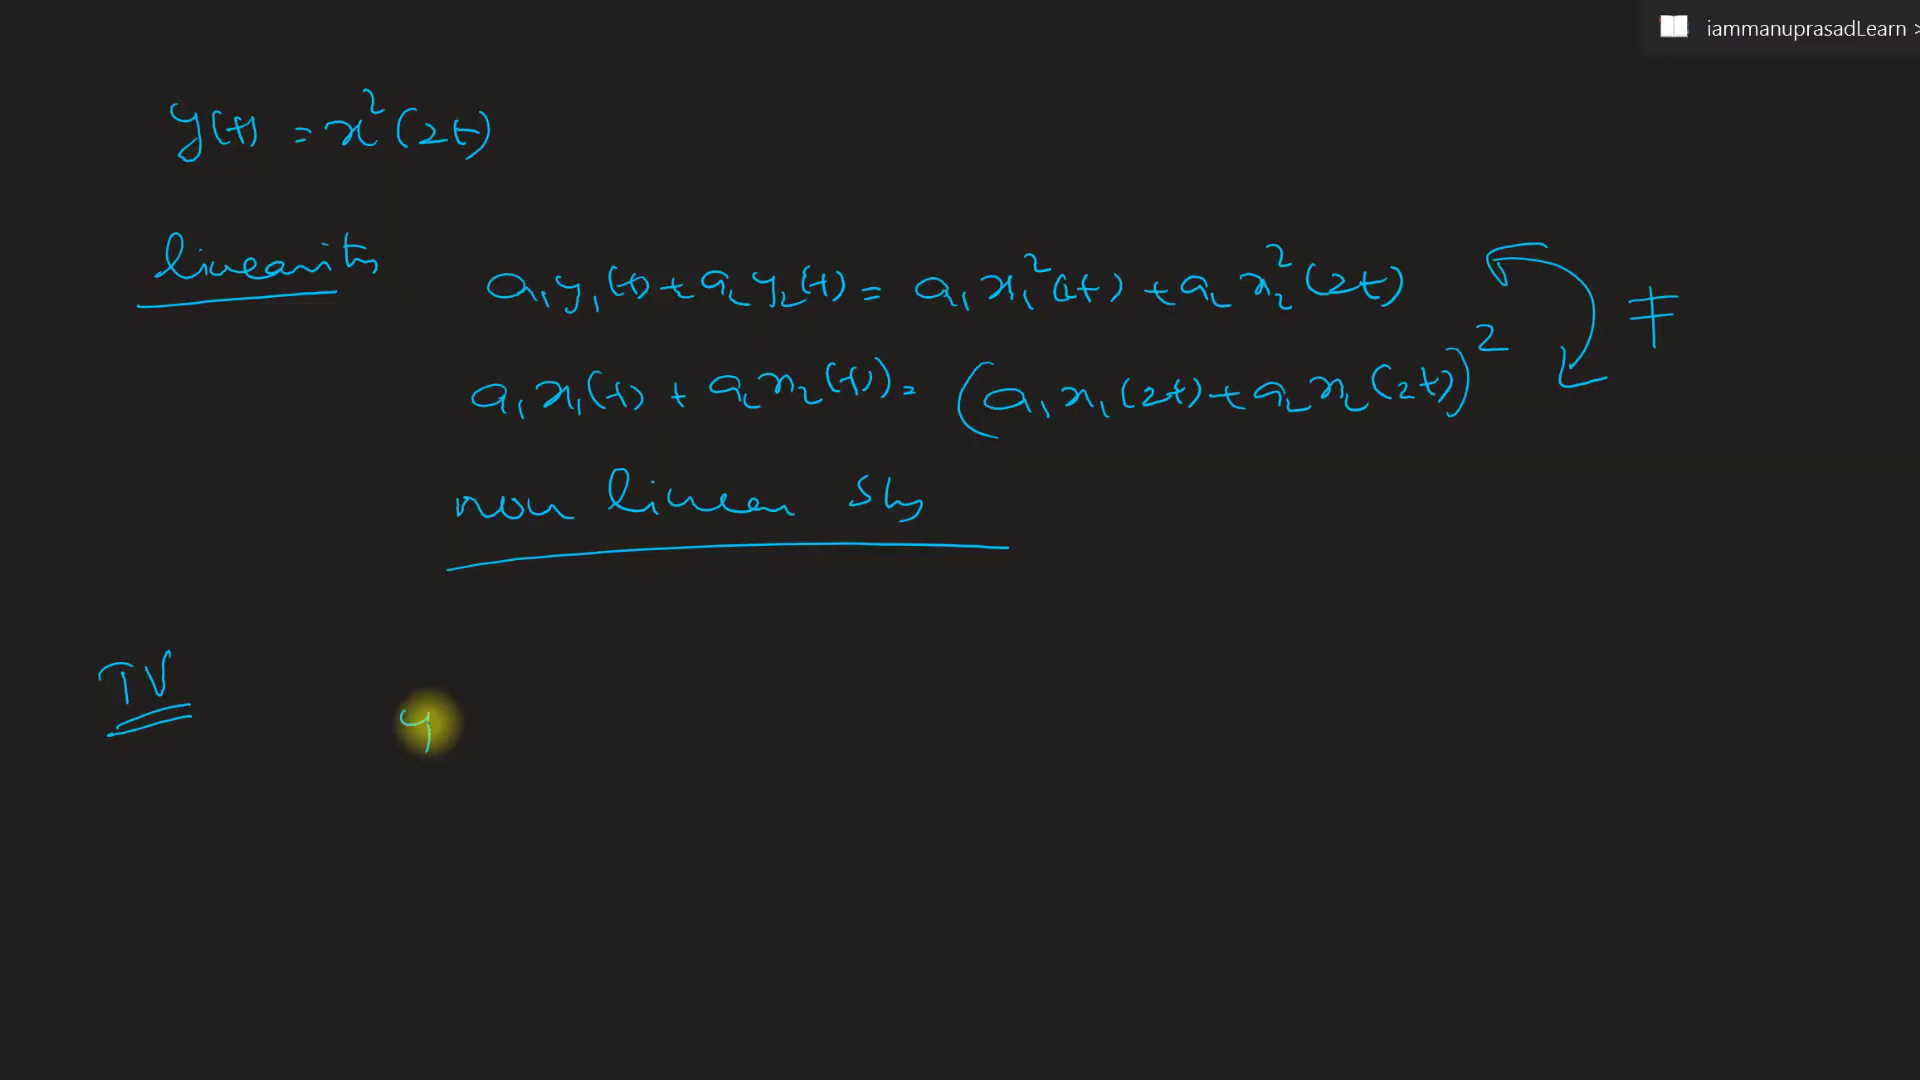 iammanuprasadLearn >
y(t) = x²(2t)
linearity
a₁y₁(t) + a₂y₂(t) = a₁x₁²(2t) + a₂x₂²(2t)
≠
a₁x₁(t) + a₂x₂(t) = (a₁x₁(2t) + a₂x₂(2t))²
non linear sys
TV
y